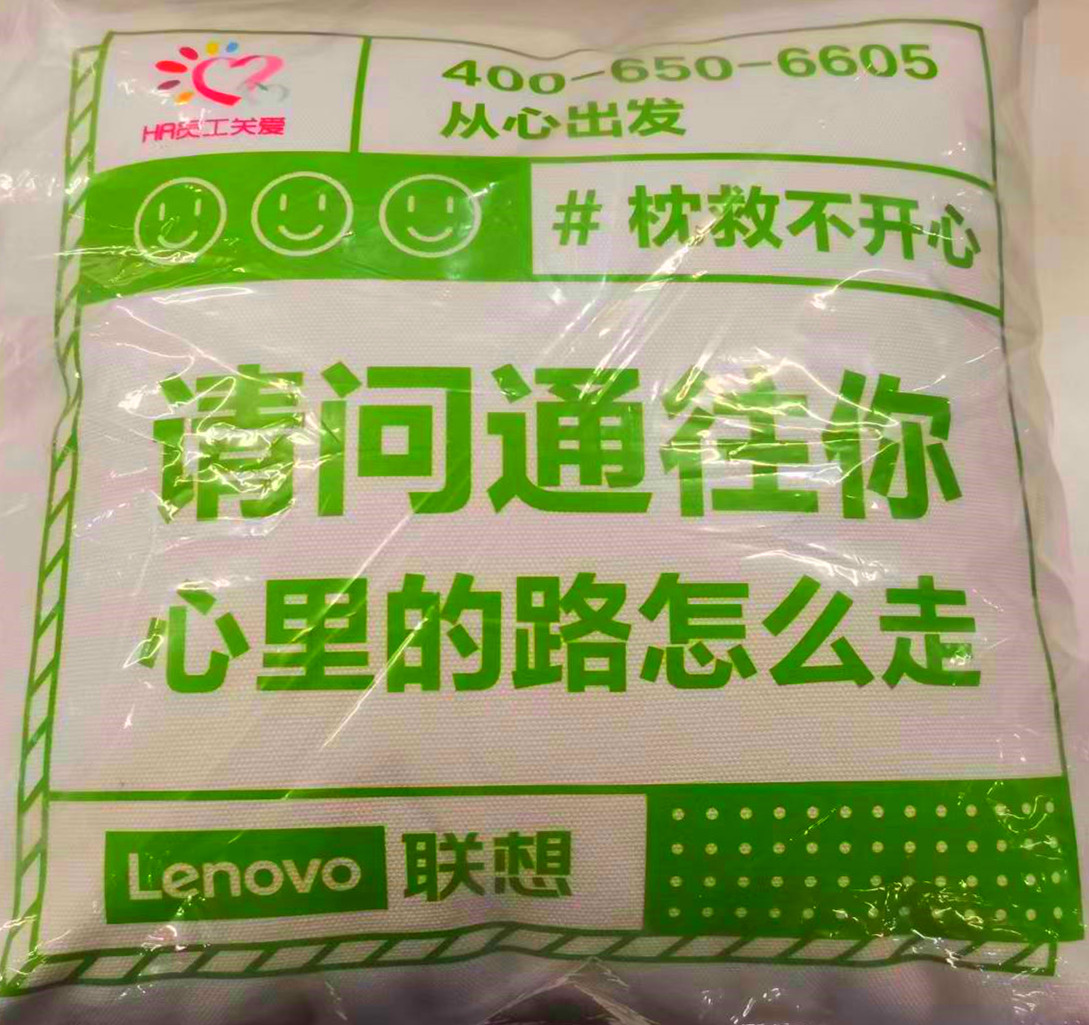 HR员工关爱
400-650-6605
从心出发
# 枕救不开心
请问通往你
心里的路怎么走
Lenovo 联想